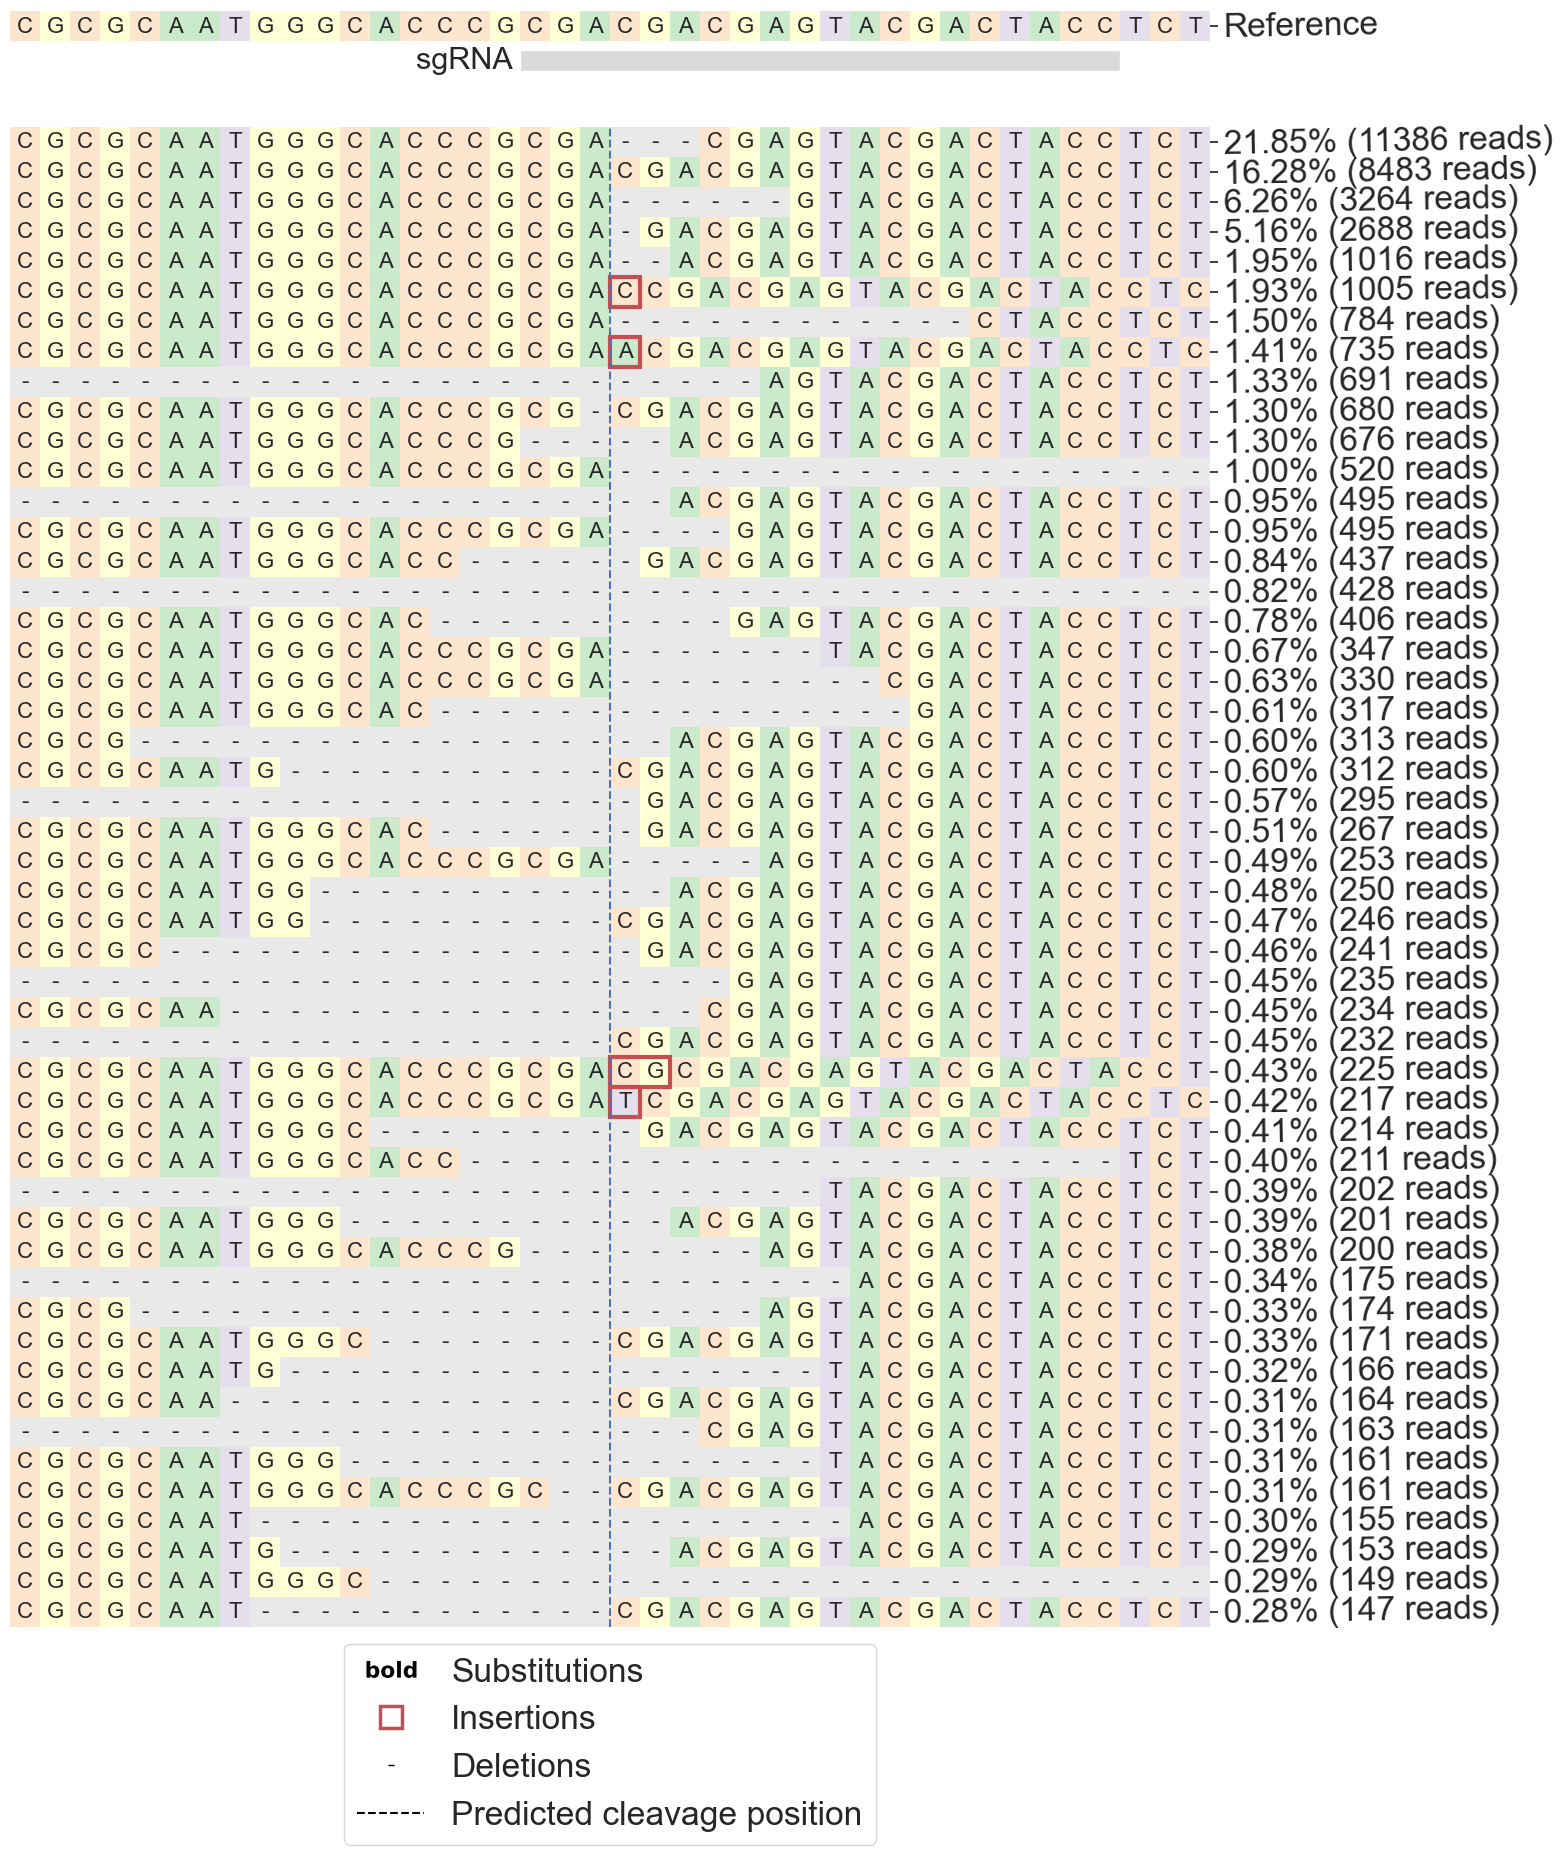 C G C G C A A T G G G C A C C C G C G A C G A C G A G T A C G A C T A C C T C T - Reference
sgRNA
C G C G C A A T G G G C A C C C G C G A - - - C G A G T A C G A C T A C C T C T - 21.85% (11386 reads)
C G C G C A A T G G G C A C C C G C G A C G A C G A G T A C G A C T A C C T C T - 16.28% (8483 reads)
C G C G C A A T G G G C A C C C G C G A - - - - - - G T A C G A C T A C C T C T - 6.26% (3264 reads)
C G C G C A A T G G G C A C C C G C G A - G A C G A G T A C G A C T A C C T C T - 5.16% (2688 reads)
C G C G C A A T G G G C A C C C G C G A - - A C G A G T A C G A C T A C C T C T - 1.95% (1016 reads)
C G C G C A A T G G G C A C C C G C G A C C G A C G A G T A C G A C T A C C T C - 1.93% (1005 reads)
C G C G C A A T G G G C A C C C G C G A - - - - - - - - - - - - C T A C C T C T - 1.50% (784 reads)
C G C G C A A T G G G C A C C C G C G A A C G A C G A G T A C G A C T A C C T C - 1.41% (735 reads)
- - - - - - - - - - - - - - - - - - - - - - - - - A G T A C G A C T A C C T C T - 1.33% (691 reads)
C G C G C A A T G G G C A C C C G C G - C G A C G A G T A C G A C T A C C T C T - 1.30% (680 reads)
C G C G C A A T G G G C A C C C G - - - - - A C G A G T A C G A C T A C C T C T - 1.30% (676 reads)
C G C G C A A T G G G C A C C C G C G A - - - - - - - - - - - - - - - - - - - - - 1.00% (520 reads)
- - - - - - - - - - - - - - - - - - - - - - A C G A G T A C G A C T A C C T C T - 0.95% (495 reads)
C G C G C A A T G G G C A C C C G C G A - - - - G A G T A C G A C T A C C T C T - 0.95% (495 reads)
C G C G C A A T G G G C A C C - - - - - - G A C G A G T A C G A C T A C C T C T - 0.84% (437 reads)
- - - - - - - - - - - - - - - - - - - - - - - - - - - - - - - - - - - - - - - - - 0.82% (428 reads)
C G C G C A A T G G G C A C - - - - - - - - - - G A G T A C G A C T A C C T C T - 0.78% (406 reads)
C G C G C A A T G G G C A C C C G C G A - - - - - - - T A C G A C T A C C T C T - 0.67% (347 reads)
C G C G C A A T G G G C A C C C G C G A - - - - - - - - - C G A C T A C C T C T - 0.63% (330 reads)
C G C G C A A T G G G C A C - - - - - - - - - - - - - - - - G A C T A C C T C T - 0.61% (317 reads)
C G C G - - - - - - - - - - - - - - - - - - A C G A G T A C G A C T A C C T C T - 0.60% (313 reads)
C G C G C A A T G - - - - - - - - - - - C G A C G A G T A C G A C T A C C T C T - 0.60% (312 reads)
- - - - - - - - - - - - - - - - - - - - - G A C G A G T A C G A C T A C C T C T - 0.57% (295 reads)
C G C G C A A T G G G C A C - - - - - - - G A C G A G T A C G A C T A C C T C T - 0.51% (267 reads)
C G C G C A A T G G G C A C C C G C G A - - - - - A G T A C G A C T A C C T C T - 0.49% (253 reads)
C G C G C A A T G G - - - - - - - - - - - - A C G A G T A C G A C T A C C T C T - 0.48% (250 reads)
C G C G C A A T G G - - - - - - - - - - C G A C G A G T A C G A C T A C C T C T - 0.47% (246 reads)
C G C G C - - - - - - - - - - - - - - - - G A C G A G T A C G A C T A C C T C T - 0.46% (241 reads)
- - - - - - - - - - - - - - - - - - - - - - - - G A G T A C G A C T A C C T C T - 0.45% (235 reads)
C G C G C A A - - - - - - - - - - - - - - - - C G A G T A C G A C T A C C T C T - 0.45% (234 reads)
- - - - - - - - - - - - - - - - - - - - C G A C G A G T A C G A C T A C C T C T - 0.45% (232 reads)
C G C G C A A T G G G C A C C C G C G A C G C G A C G A G T A C G A C T A C C T - 0.43% (225 reads)
C G C G C A A T G G G C A C C C G C G A T C G A C G A G T A C G A C T A C C T C - 0.42% (217 reads)
C G C G C A A T G G G C - - - - - - - - - G A C G A G T A C G A C T A C C T C T - 0.41% (214 reads)
C G C G C A A T G G G C A C C - - - - - - - - - - - - - - - - - - - - - - T C T - 0.40% (211 reads)
- - - - - - - - - - - - - - - - - - - - - - - - - - - T A C G A C T A C C T C T - 0.39% (202 reads)
C G C G C A A T G G G - - - - - - - - - - - A C G A G T A C G A C T A C C T C T - 0.39% (201 reads)
C G C G C A A T G G G C A C C C G - - - - - - - - A G T A C G A C T A C C T C T - 0.38% (200 reads)
- - - - - - - - - - - - - - - - - - - - - - - - - - - - A C G A C T A C C T C T - 0.34% (175 reads)
C G C G - - - - - - - - - - - - - - - - - - - - - A G T A C G A C T A C C T C T - 0.33% (174 reads)
C G C G C A A T G G G C - - - - - - - - C G A C G A G T A C G A C T A C C T C T - 0.33% (171 reads)
C G C G C A A T G - - - - - - - - - - - - - - - - - - T A C G A C T A C C T C T - 0.32% (166 reads)
C G C G C A A - - - - - - - - - - - - - C G A C G A G T A C G A C T A C C T C T - 0.31% (164 reads)
- - - - - - - - - - - - - - - - - - - - - - - C G A G T A C G A C T A C C T C T - 0.31% (163 reads)
C G C G C A A T G G G - - - - - - - - - - - - - - - - T A C G A C T A C C T C T - 0.31% (161 reads)
C G C G C A A T G G G C A C C C G C - - C G A C G A G T A C G A C T A C C T C T - 0.31% (161 reads)
C G C G C A A T - - - - - - - - - - - - - - - - - - - - A C G A C T A C C T C T - 0.30% (155 reads)
C G C G C A A T G - - - - - - - - - - - - - A C G A G T A C G A C T A C C T C T - 0.29% (153 reads)
C G C G C A A T G G G C - - - - - - - - - - - - - - - - - - - - - - - - - - - - - 0.29% (149 reads)
C G C G C A A T - - - - - - - - - - - - C G A C G A G T A C G A C T A C C T C T - 0.28% (147 reads)
bold Substitutions
Insertions
- Deletions
Predicted cleavage position